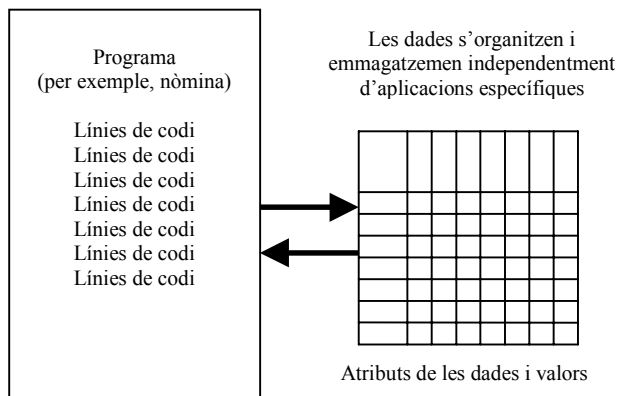 Programa
(per exemple, nòmina)
Línies de codi
Línies de codi
Línies de codi
Línies de codi
Línies de codi
Línies de codi
Línies de codi
Les dades s’organitzen i
emmagatzemen independentment
d’aplicacions específiques
Atributs de les dades i valors